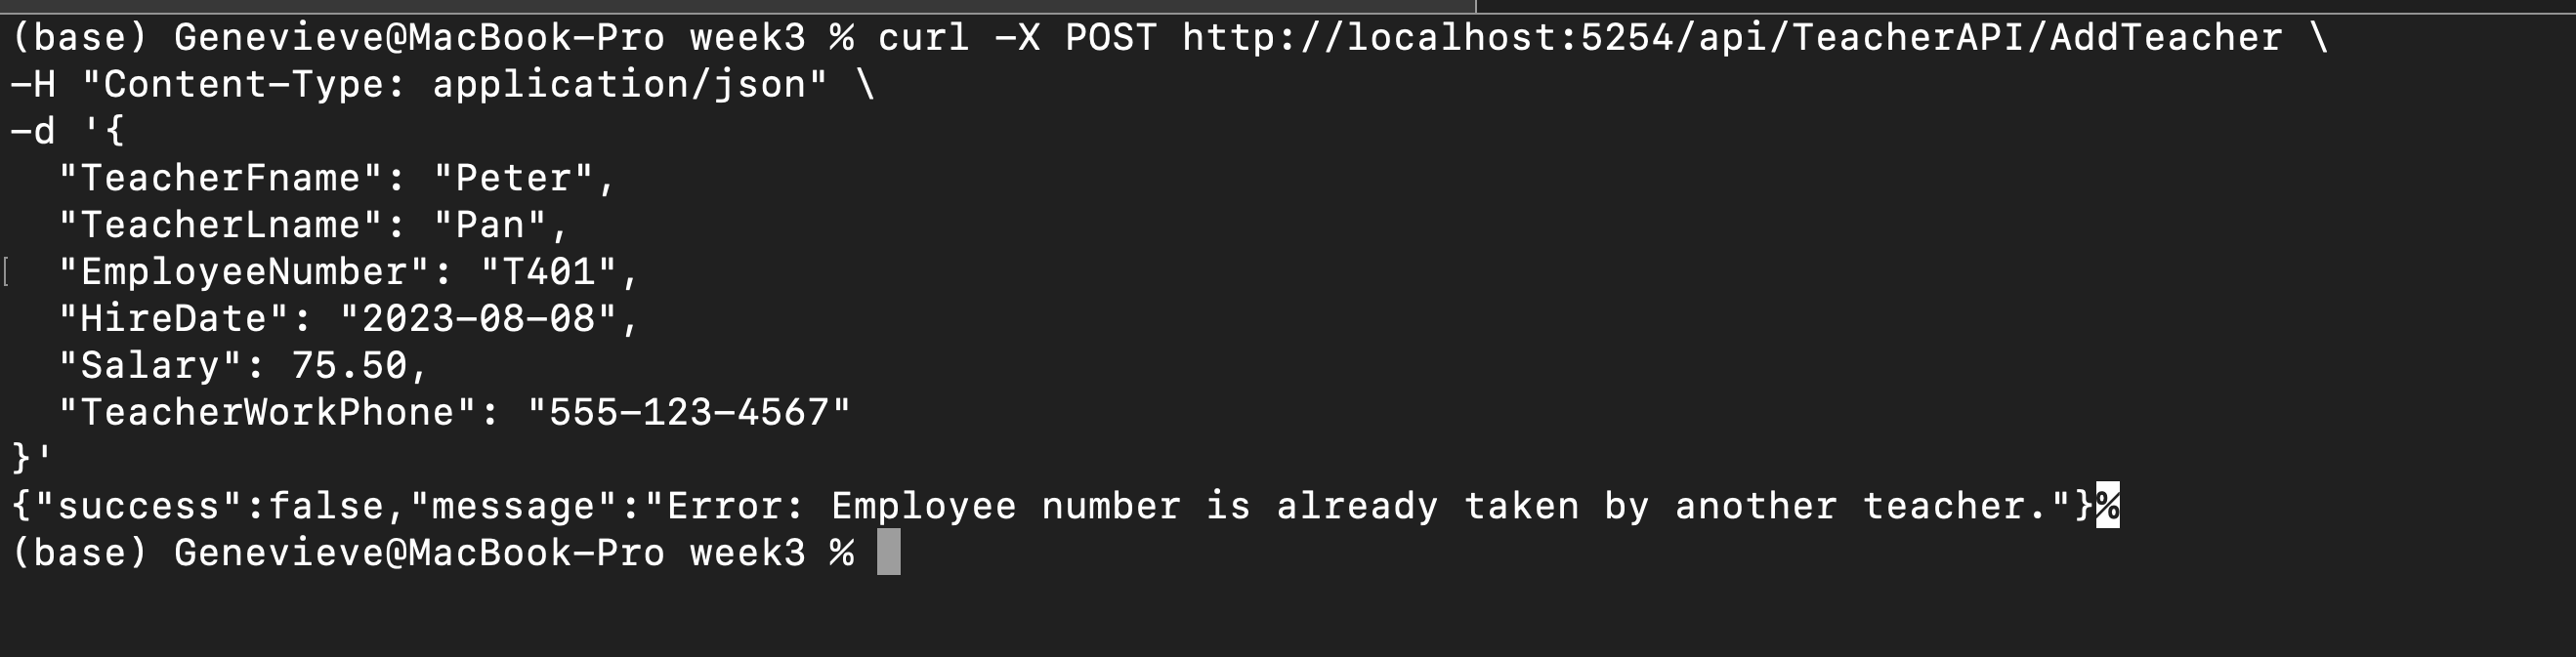 (base) Genevieve@MacBook-Pro week3 % curl -X POST http://localhost:5254/api/TeacherAPI/AddTeacher \
-H "Content-Type: application/json" \
-d '{
  "TeacherFname": "Peter",
  "TeacherLname": "Pan",
  "EmployeeNumber": "T401",
  "HireDate": "2023-08-08",
  "Salary": 75.50,
  "TeacherWorkPhone": "555-123-4567"
}'
{"success":false,"message":"Error: Employee number is already taken by another teacher."}%
(base) Genevieve@MacBook-Pro week3 %